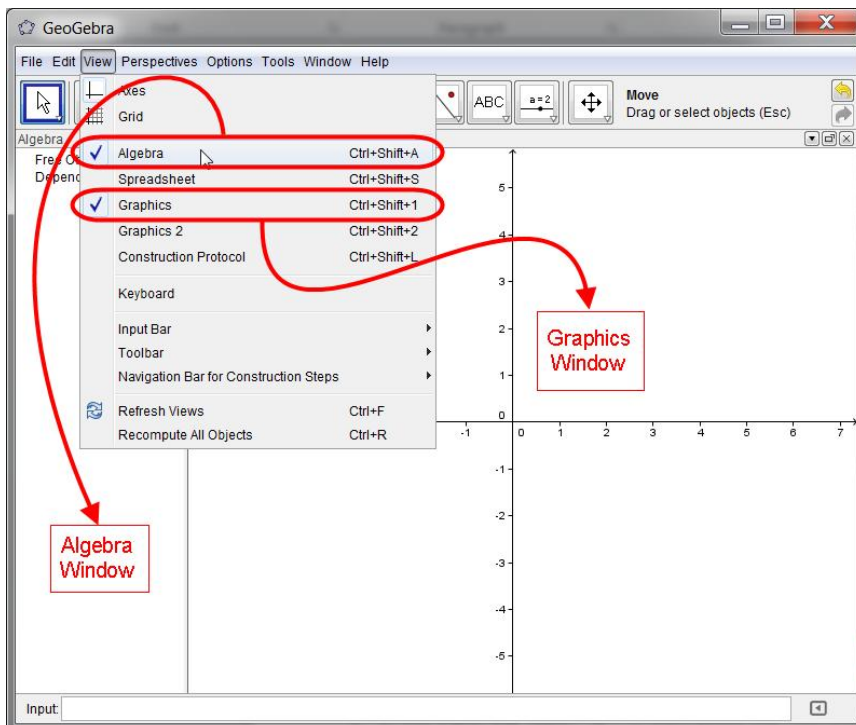 GeoGebra
File Edit View Perspectives Options Tools Window Help
ABC
a = 2
Move
Drag or select objects (Esc)
Axes
Grid
Algebra
Free
Depend
Algebra Ctrl+Shift+A
Spreadsheet Ctrl+Shift+S
Graphics Ctrl+Shift+1
Graphics 2 Ctrl+Shift+2
Construction Protocol Ctrl+Shift+L
Keyboard
Input Bar
Toolbar
Navigation Bar for Construction Steps
Refresh Views Ctrl+F
Recompute All Objects Ctrl+R
Graphics
Window
Algebra
Window
5
4
3
2
1
0
-1 0 1 2 3 4 5 6 7
-1
-2
-3
-4
-5
Input: